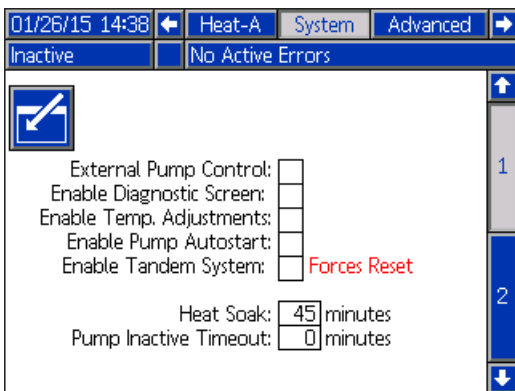 01/26/15 14:38 Heat-A System Advanced
Inactive No Active Errors
1
External Pump Control:
Enable Diagnostic Screen:
Enable Temp. Adjustments:
Enable Pump Autostart:
Enable Tandem System: Forces Reset
2
Heat Soak: 45 minutes
Pump Inactive Timeout: 0 minutes